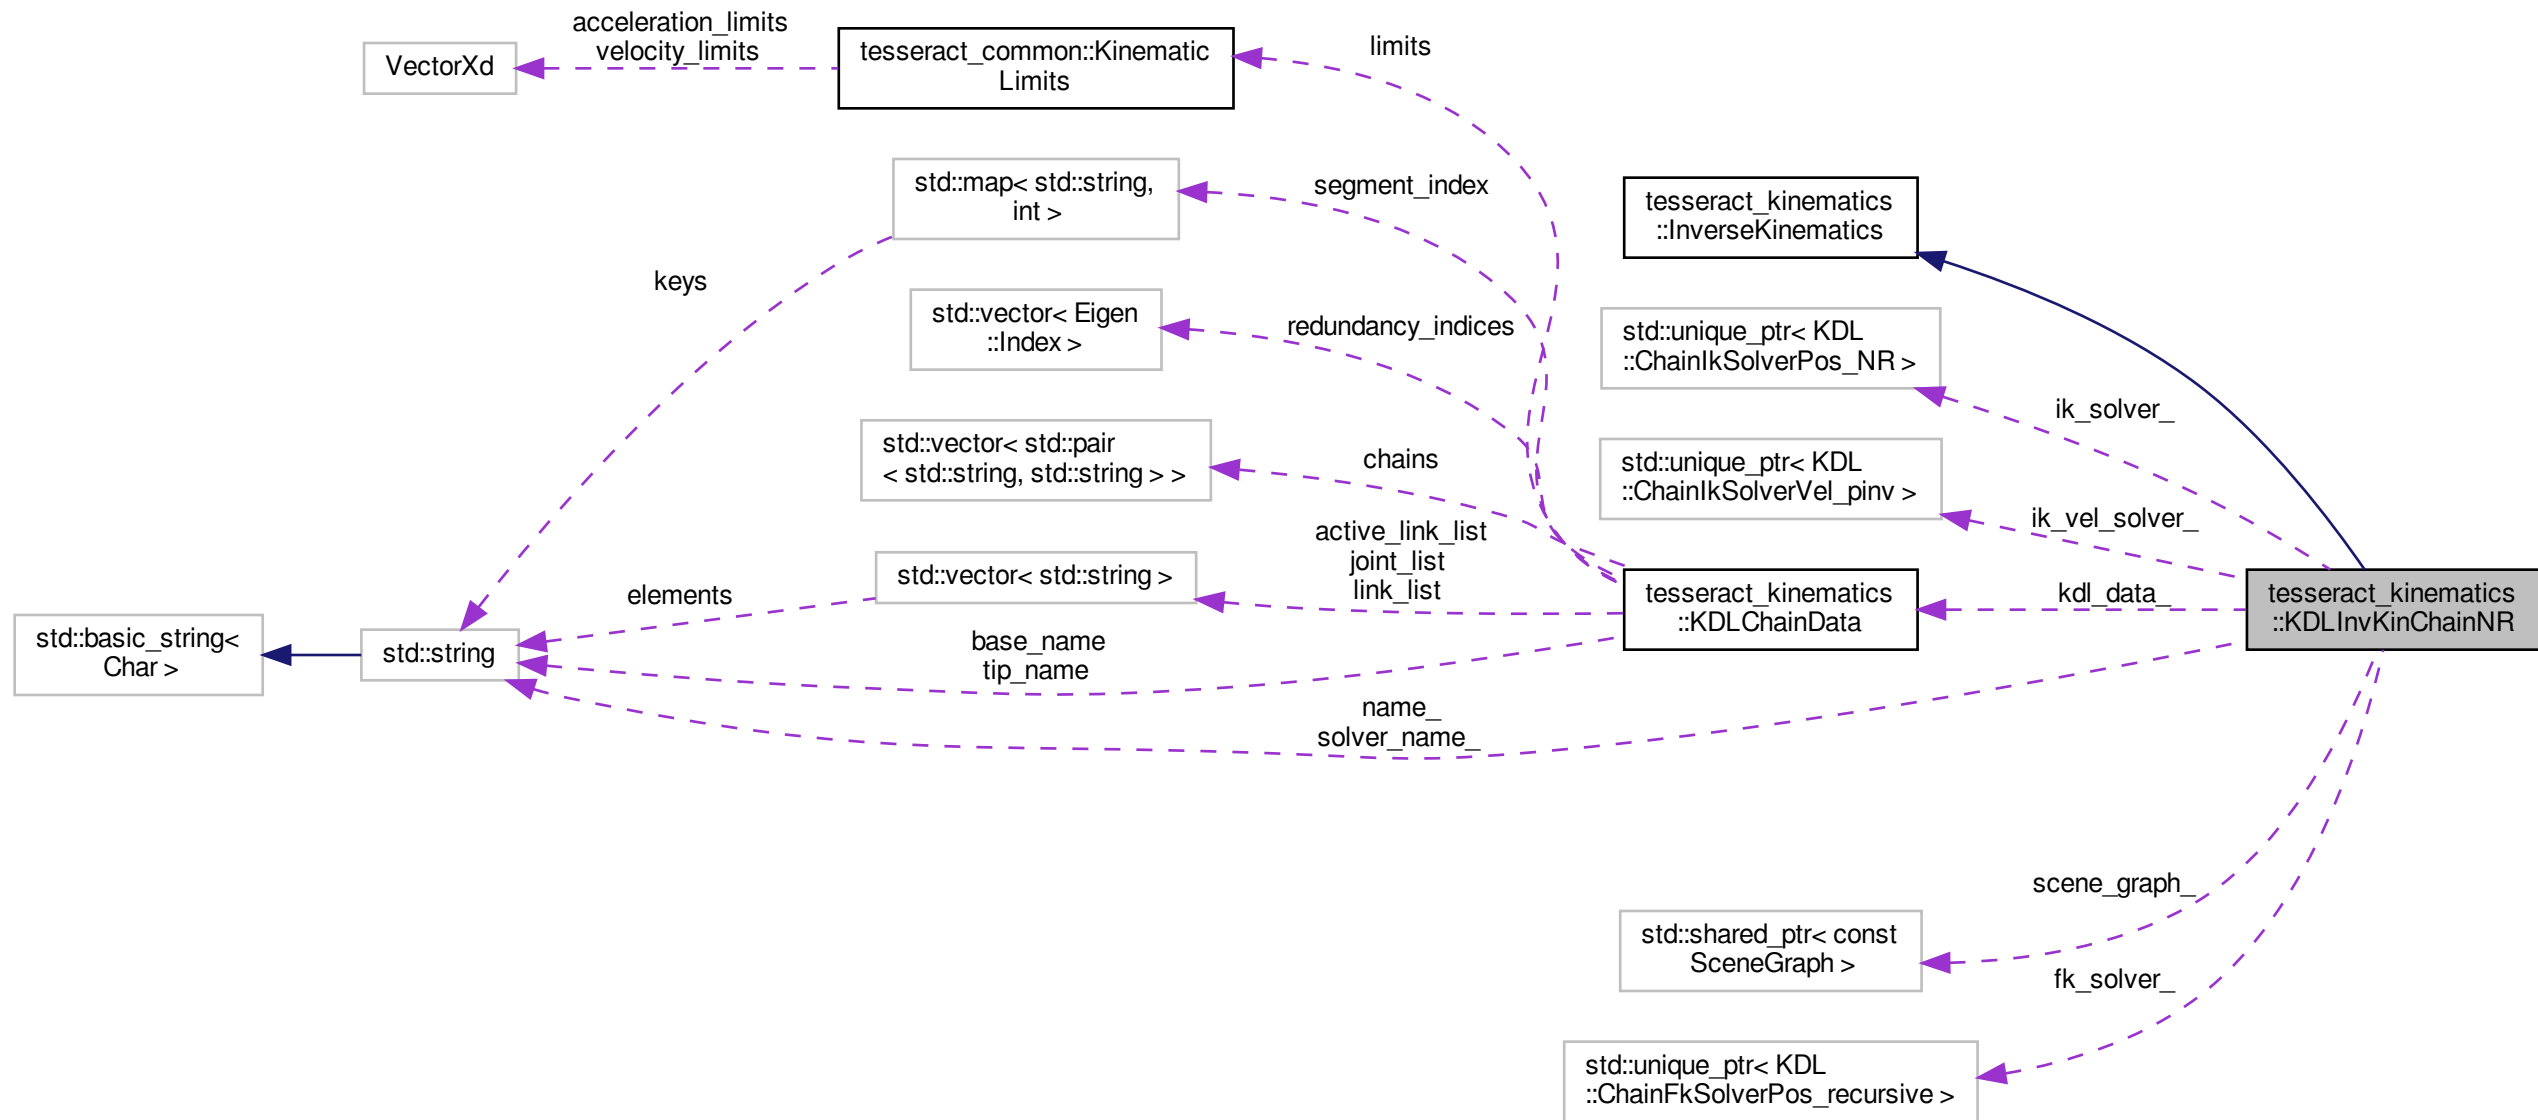 acceleration_limits
velocity_limits
VectorXd
tesseract_common::Kinematic
Limits
limits
std::map< std::string,
int >
segment_index
keys
std::vector< Eigen
::Index >
redundancy_indices
std::vector< std::pair
< std::string, std::string > >
chains
std::vector< std::string >
active_link_list
joint_list
link_list
elements
std::basic_string<
Char >
std::string
base_name
tip_name
name_
solver_name_
tesseract_kinematics
::InverseKinematics
std::unique_ptr< KDL
::ChainIkSolverPos_NR >
ik_solver_
std::unique_ptr< KDL
::ChainIkSolverVel_pinv >
ik_vel_solver_
tesseract_kinematics
::KDLChainData
kdl_data_
tesseract_kinematics
::KDLInvKinChainNR
scene_graph_
std::shared_ptr< const
SceneGraph >
fk_solver_
std::unique_ptr< KDL
::ChainFkSolverPos_recursive >